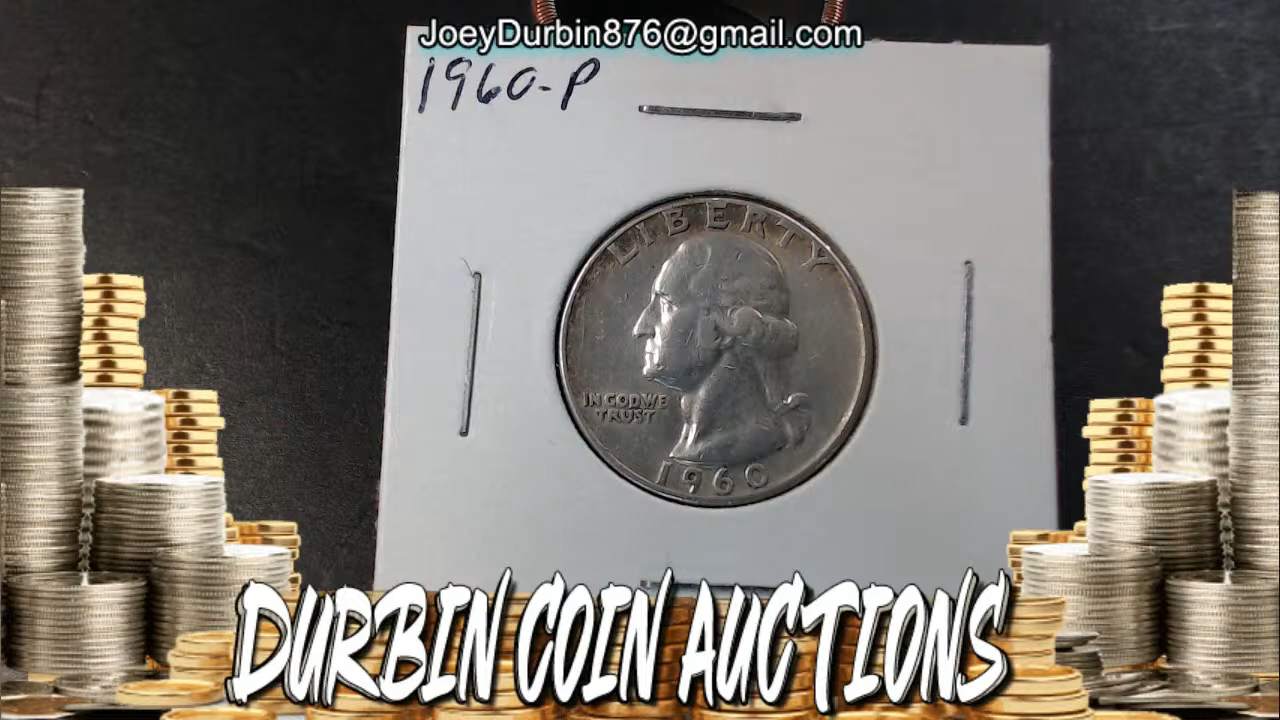 JoeyDurbin876@gmail.com
1960-P
LIBERTY
IN GOD WE
TRUST
1960
DURBIN COIN AUCTIONS